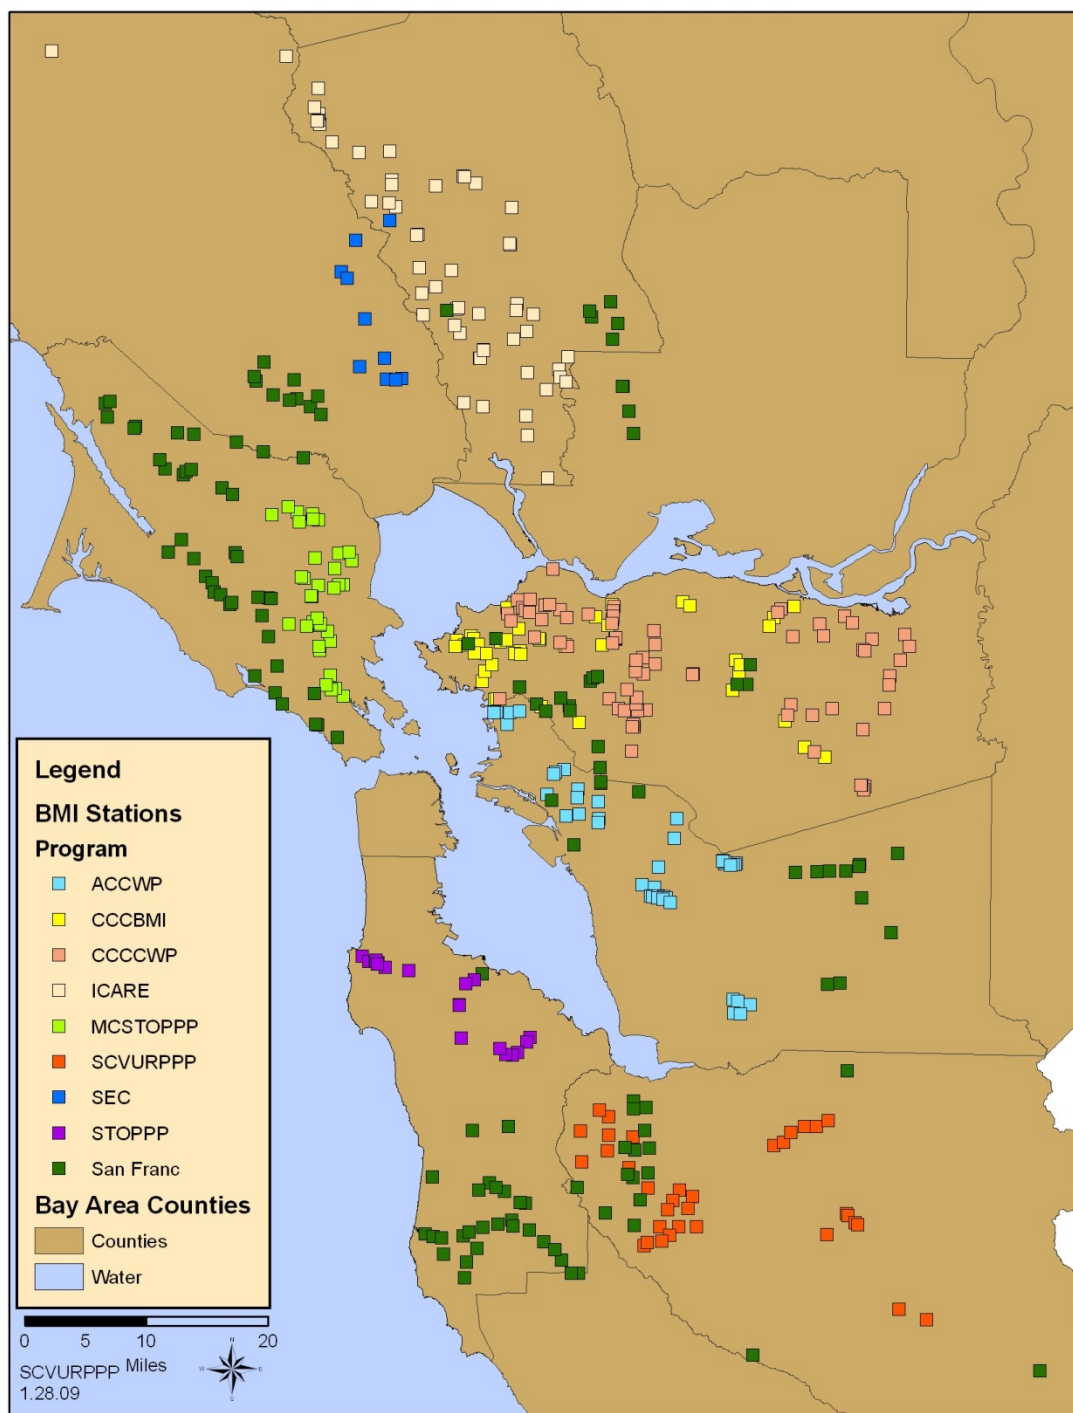 Legend
BMI Stations
Program
ACCWP
CCCBMI
CCCCWP
ICARE
MCSTOPPP
SCVURPPP
SEC
STOPPP
San Franc
Bay Area Counties
Counties
Water
0 5 10 20
Miles
SCVURPPP
1.28.09
N
W E
S